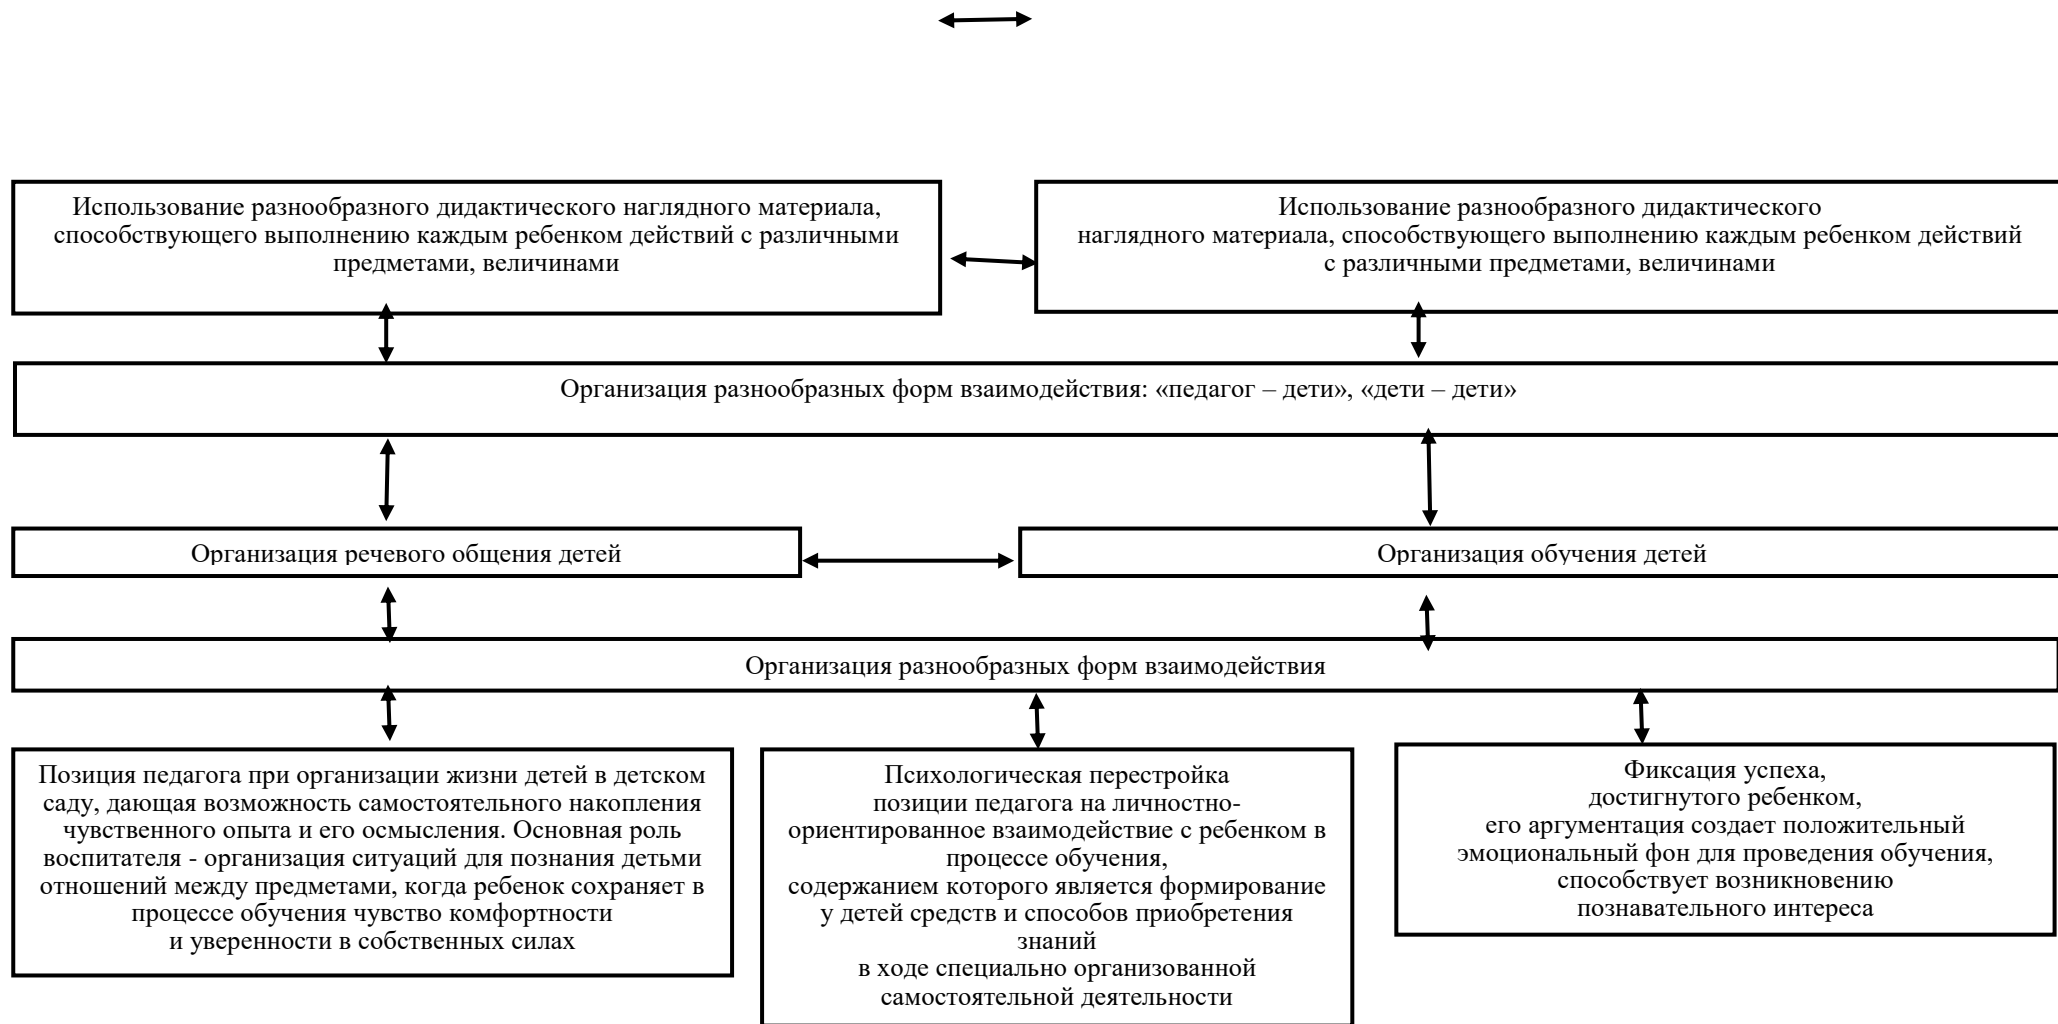 Использование разнообразного дидактического наглядного материала,
способствующего выполнению каждым ребенком действий с различными
предметами, величинами
Использование разнообразного дидактического
наглядного материала, способствующего выполнению каждым ребенком действий
с различными предметами, величинами
Организация разнообразных форм взаимодействия: «педагог – дети», «дети – дети»
Организация речевого общения детей
Организация обучения детей
Организация разнообразных форм взаимодействия
Позиция педагога при организации жизни детей в детском
саду, дающая возможность самостоятельного накопления
чувственного опыта и его осмысления. Основная роль
воспитателя - организация ситуаций для познания детьми
отношений между предметами, когда ребенок сохраняет в
процессе обучения чувство комфортности
и уверенности в собственных силах
Психологическая перестройка
позиции педагога на личностно-
ориентированное взаимодействие с ребенком в
процессе обучения,
содержанием которого является формирование
у детей средств и способов приобретения
знаний
в ходе специально организованной
самостоятельной деятельности
Фиксация успеха,
достигнутого ребенком,
его аргументация создает положительный
эмоциональный фон для проведения обучения,
способствует возникновению
познавательного интереса